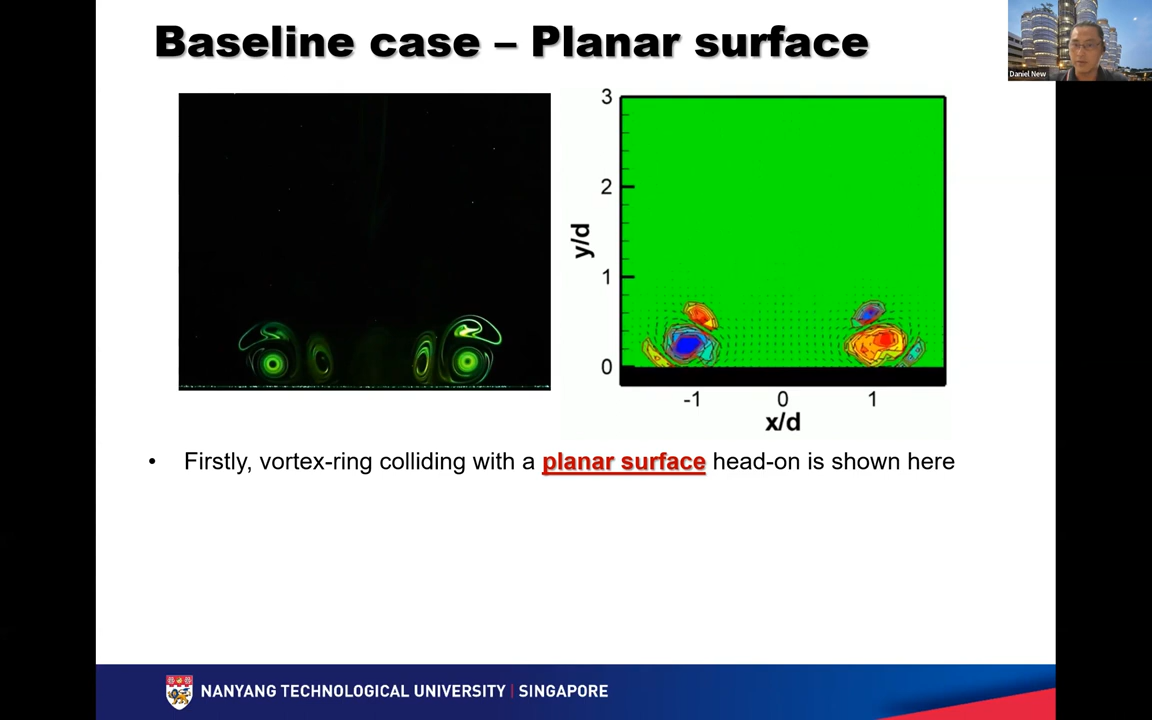 Baseline case – Planar surface
Daniel New
3
2
1
0
y/d
-1 0 1
x/d
• Firstly, vortex-ring colliding with a planar surface head-on is shown here
NANYANG TECHNOLOGICAL UNIVERSITY | SINGAPORE